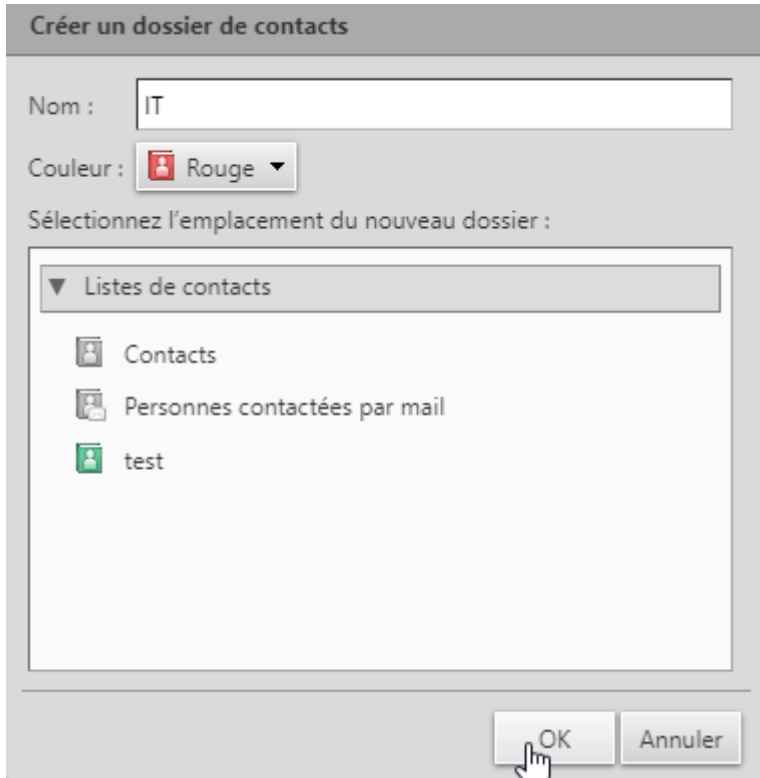 Créer un dossier de contacts
Nom : IT
Couleur : Rouge
Sélectionnez l’emplacement du nouveau dossier :
Listes de contacts
Contacts
Personnes contactées par mail
test
OK Annuler